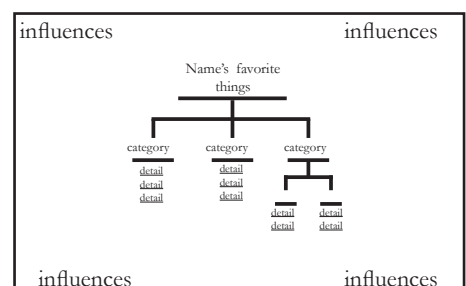 influences influences
Name's favorite
things
category category category
detail detail
detail detail
detail detail
detail detail
detail detail
influences influences